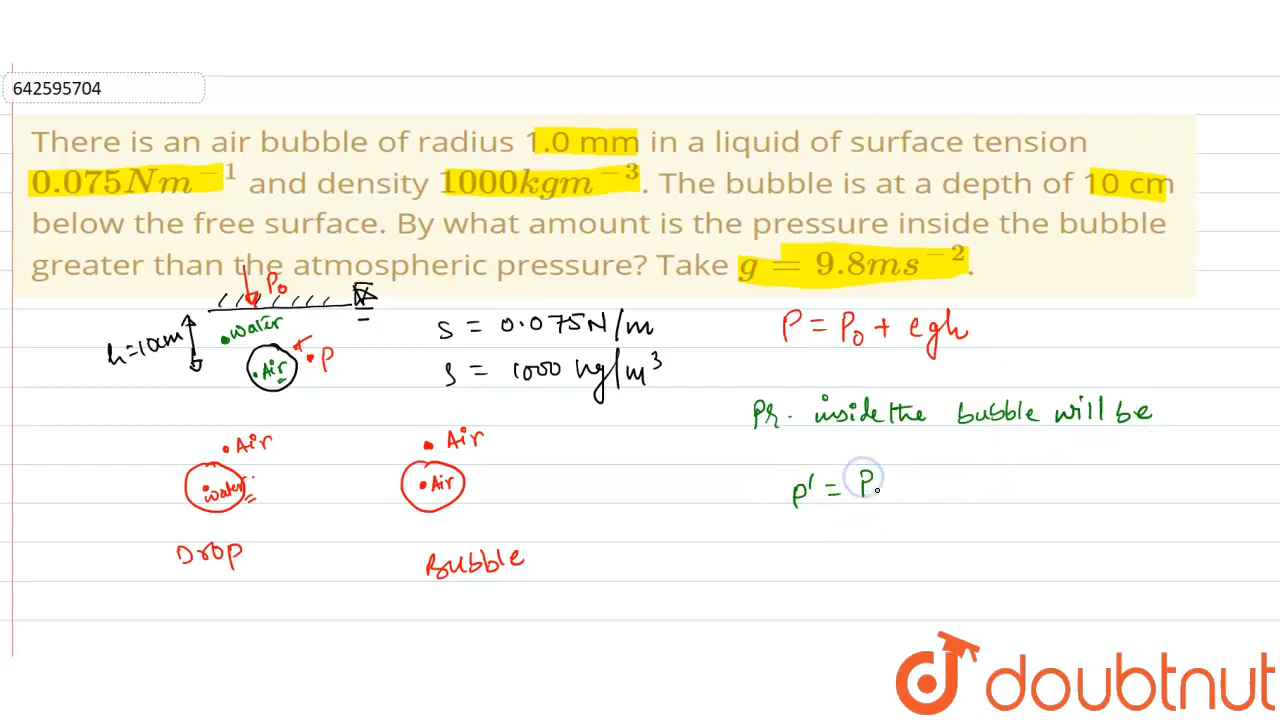 642595704
There is an air bubble of radius 1.0 mm in a liquid of surface tension
0.075Nm⁻¹ and density 1000kgm⁻³. The bubble is at a depth of 10 cm
below the free surface. By what amount is the pressure inside the bubble
greater than the atmospheric pressure? Take g = 9.8ms⁻².
P₀
water
h=10cm
Air
P
S = 0.075N/m
ρ = 1000 kg/m³
P = P₀ + ρgh
Pr. inside the bubble will be
P' = P.
Air
water
Drop
Air
Air
Bubble
doubtnut